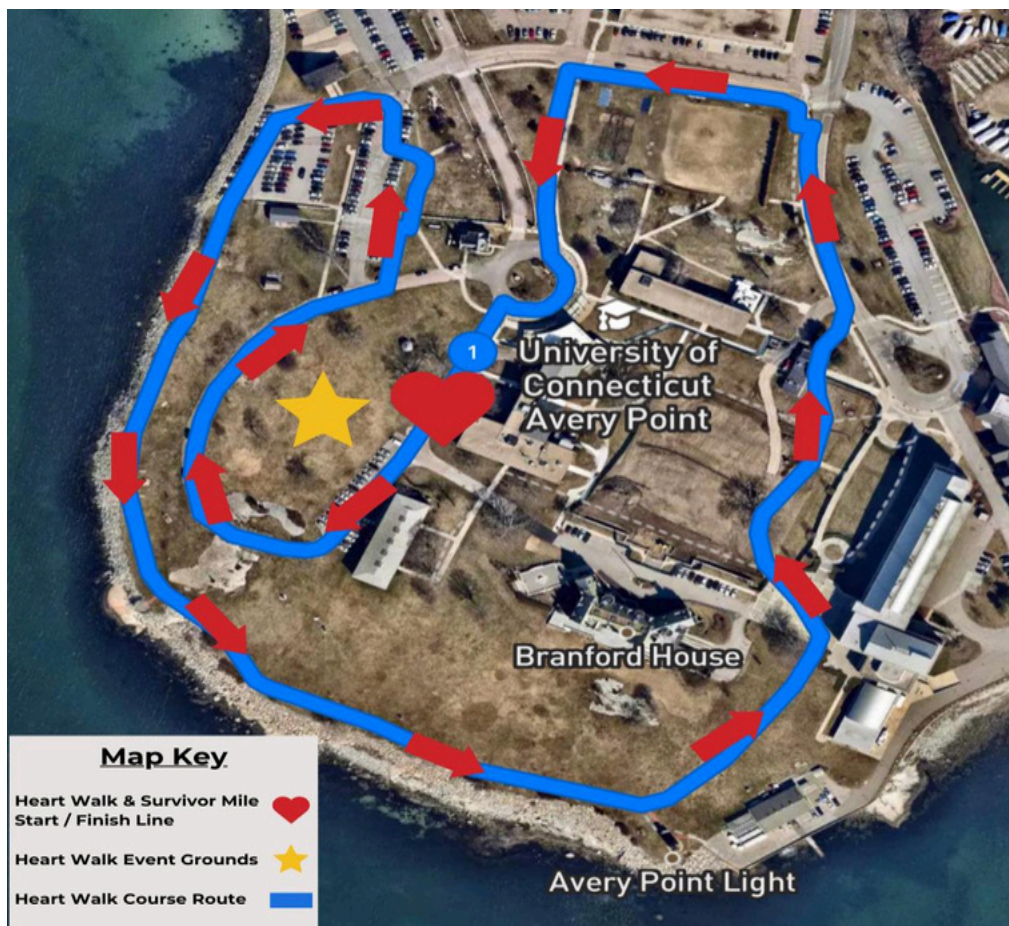 1
University of
Connecticut
Avery Point
Branford House
Avery Point Light
Map Key
Heart Walk & Survivor Mile
Start / Finish Line
Heart Walk Event Grounds
Heart Walk Course Route